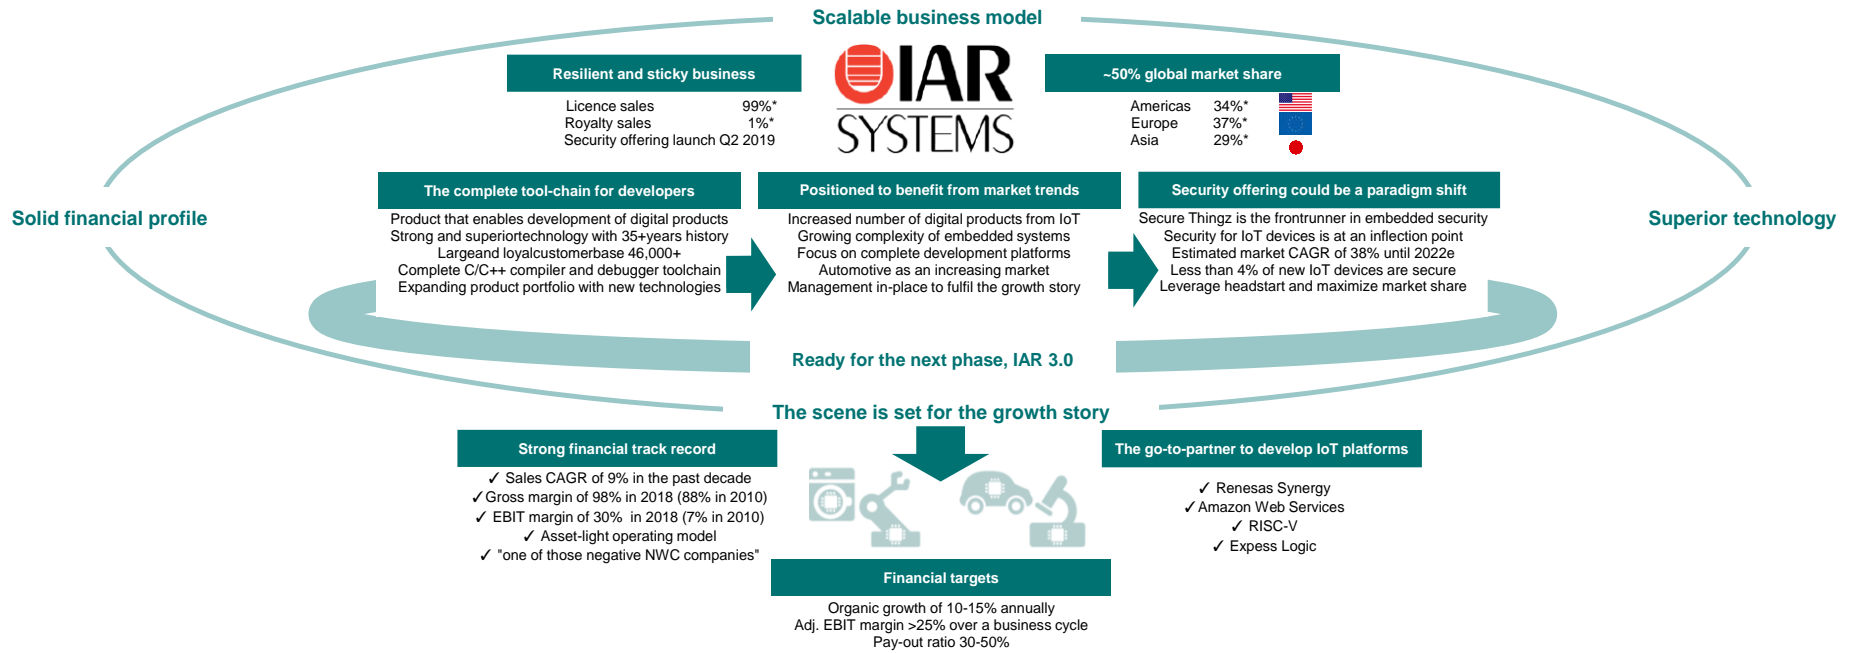 Scalable business model
Resilient and sticky business
Licence sales 99%*
Royalty sales 1%*
Security offering launch Q2 2019
IAR
SYSTEMS
~50% global market share
Americas 34%*
Europe 37%*
Asia 29%*
Solid financial profile
Superior technology
The complete tool-chain for developers
Product that enables development of digital products
Strong and superiortechnology with 35+years history
Largeand loyalcustomerbase 46,000+
Complete C/C++ compiler and debugger toolchain
Expanding product portfolio with new technologies
Positioned to benefit from market trends
Increased number of digital products from IoT
Growing complexity of embedded systems
Focus on complete development platforms
Automotive as an increasing market
Management in-place to fulfil the growth story
Security offering could be a paradigm shift
Secure Thingz is the frontrunner in embedded security
Security for IoT devices is at an inflection point
Estimated market CAGR of 38% until 2022e
Less than 4% of new IoT devices are secure
Leverage headstart and maximize market share
Ready for the next phase, IAR 3.0
The scene is set for the growth story
Strong financial track record
✓ Sales CAGR of 9% in the past decade
✓ Gross margin of 98% in 2018 (88% in 2010)
✓ EBIT margin of 30% in 2018 (7% in 2010)
✓ Asset-light operating model
✓ "one of those negative NWC companies"
The go-to-partner to develop IoT platforms
✓ Renesas Synergy
✓ Amazon Web Services
✓ RISC-V
✓ Expess Logic
Financial targets
Organic growth of 10-15% annually
Adj. EBIT margin >25% over a business cycle
Pay-out ratio 30-50%